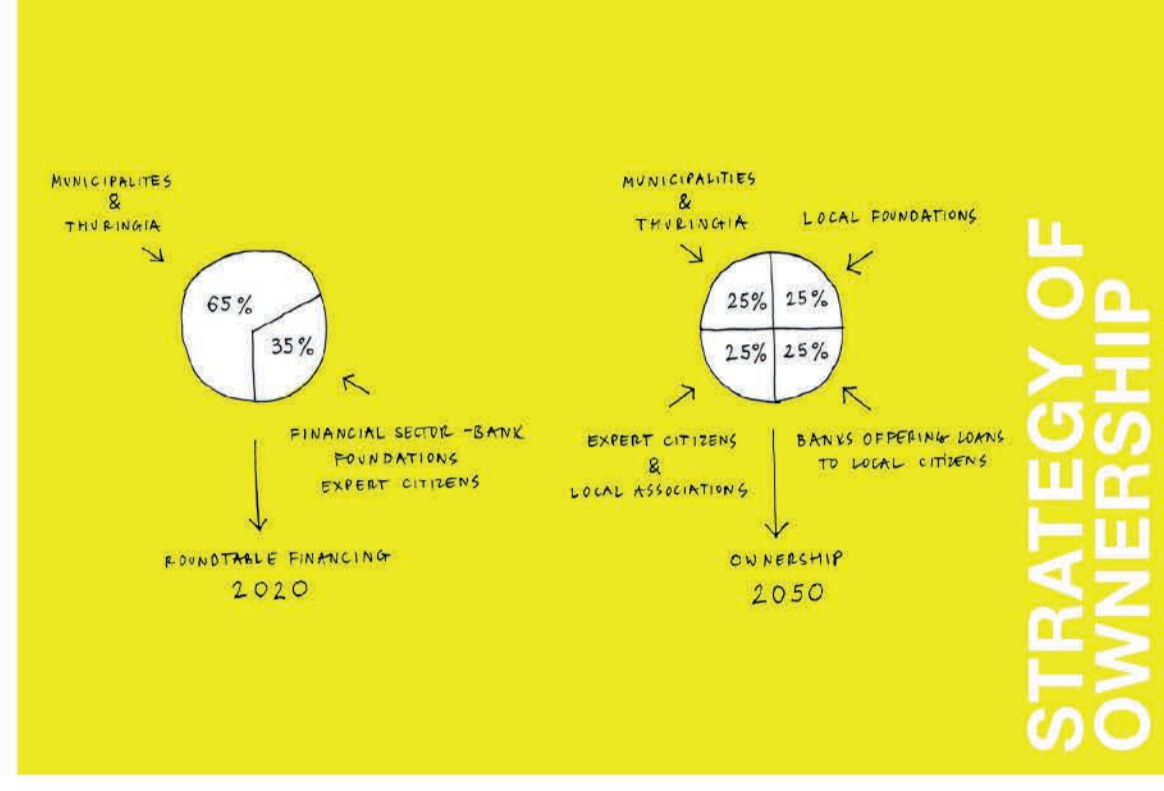 MUNICIPALITES
&
THURINGIA
65%
35%
FINANCIAL SECTOR -BANK
FOUNDATIONS
EXPERT CITIZENS
ROUNDTABLE FINANCING
2020
MUNICIPALITIES
&
THURINGIA
LOCAL FOUNDATIONS
25% 25%
25% 25%
EXPERT CITIZENS
&
LOCAL ASSOCIATIONS
BANKS OFFERING LOANS
TO LOCAL CITIZENS
OWNERSHIP
2050
STRATEGY OF
OWNERSHIP